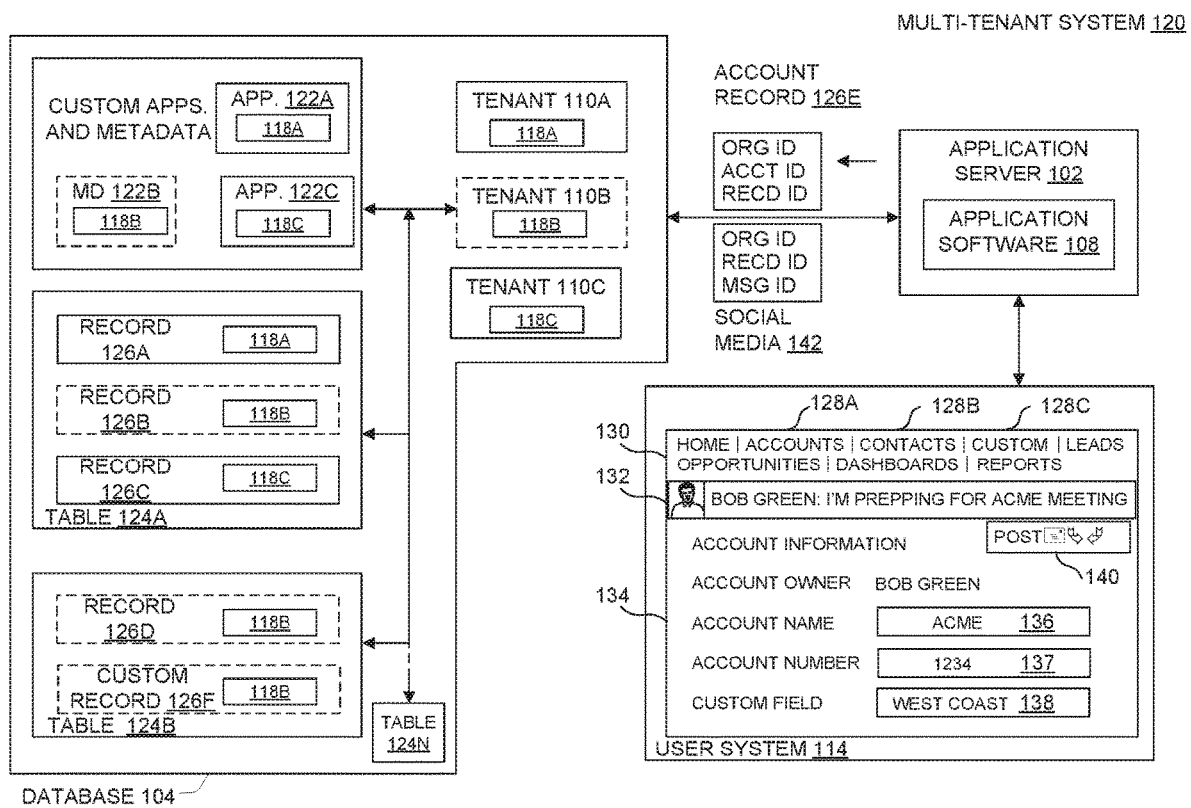 MULTI-TENANT SYSTEM 120
CUSTOM APPS.
AND METADATA
APP. 122A
118A
MD 122B
118B
APP. 122C
118C
TENANT 110A
118A
TENANT 110B
118B
TENANT 110C
118C
RECORD
126A
118A
RECORD
126B
118B
RECORD
126C
118C
TABLE 124A
RECORD
126D
118B
CUSTOM
RECORD 126F
118B
TABLE 124B
TABLE
124N
DATABASE 104
ACCOUNT
RECORD 126E
ORG ID
ACCT ID
RECD ID
ORG ID
RECD ID
MSG ID
SOCIAL
MEDIA 142
APPLICATION
SERVER 102
APPLICATION
SOFTWARE 108
128A
128B
128C
130
HOME | ACCOUNTS | CONTACTS | CUSTOM | LEADS
OPPORTUNITIES | DASHBOARDS | REPORTS
132
BOB GREEN: I'M PREPPING FOR ACME MEETING
ACCOUNT INFORMATION
POST
140
134
ACCOUNT OWNER BOB GREEN
ACCOUNT NAME ACME 136
ACCOUNT NUMBER 1234 137
CUSTOM FIELD WEST COAST 138
USER SYSTEM 114